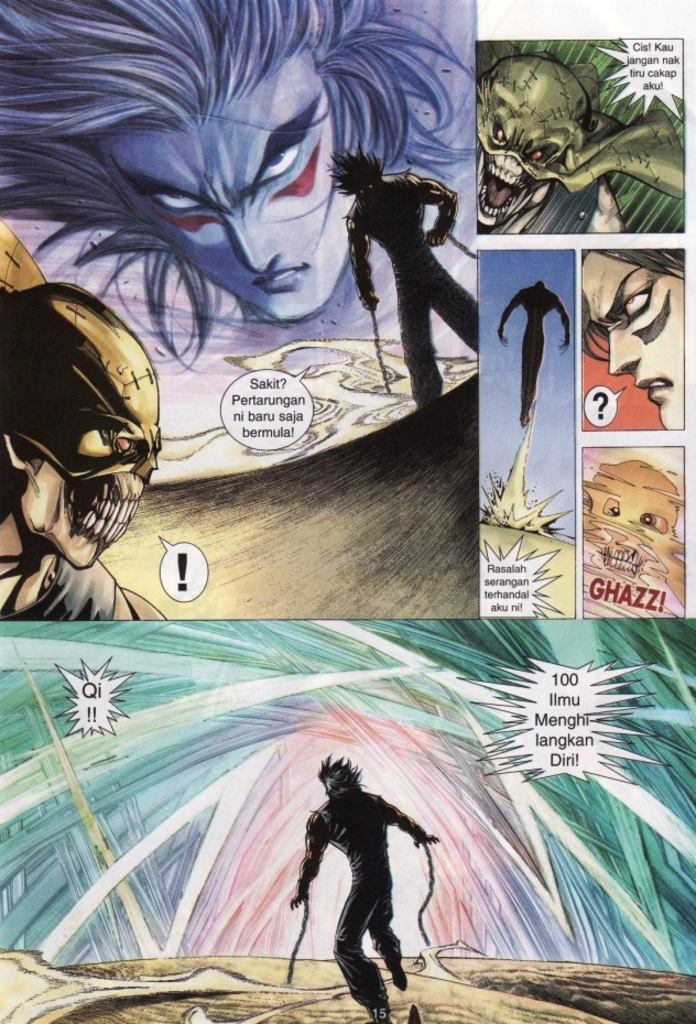 Sakit?
Pertarungan
ni baru saja
bermula!
!
Cis! Kau
jangan nak
tiru cakap
aku!
Rasalah
serangan
terhandal
aku ni!
?
GHAZZ!
Qi
!!
100
Ilmu
Menghi-
langkan
Diri!
15